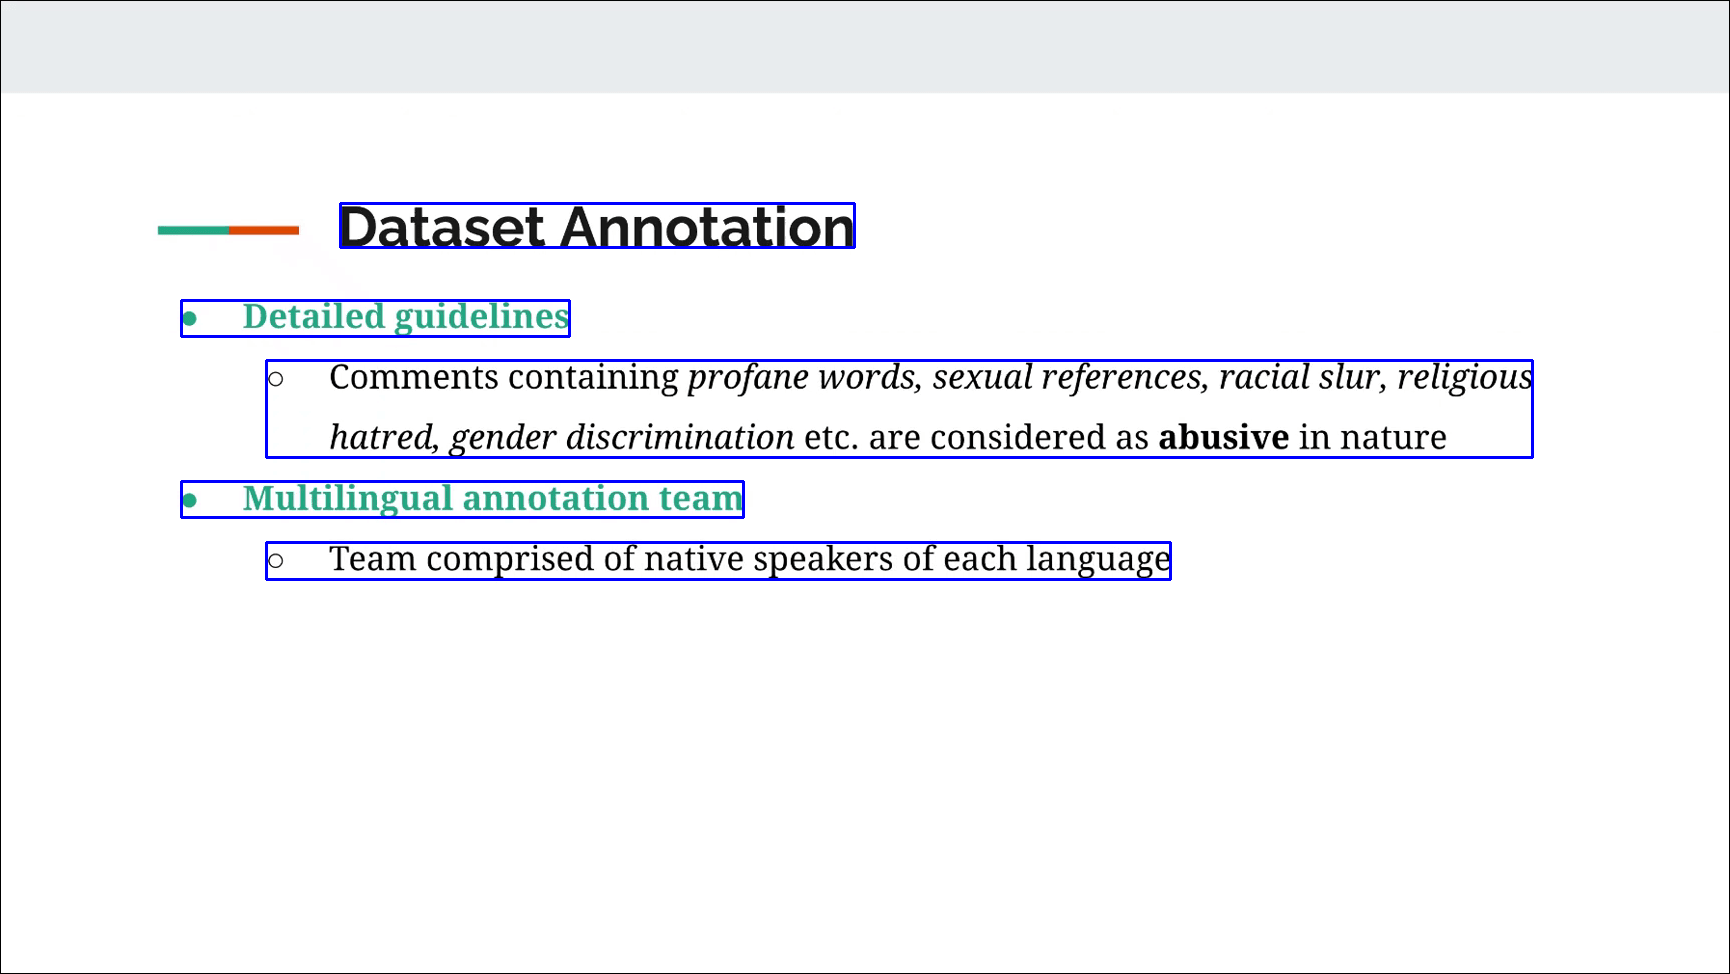 Dataset Annotation
● Detailed guidelines
○ Comments containing profane words, sexual references, racial slur, religious
hatred, gender discrimination etc. are considered as abusive in nature
● Multilingual annotation team
○ Team comprised of native speakers of each language